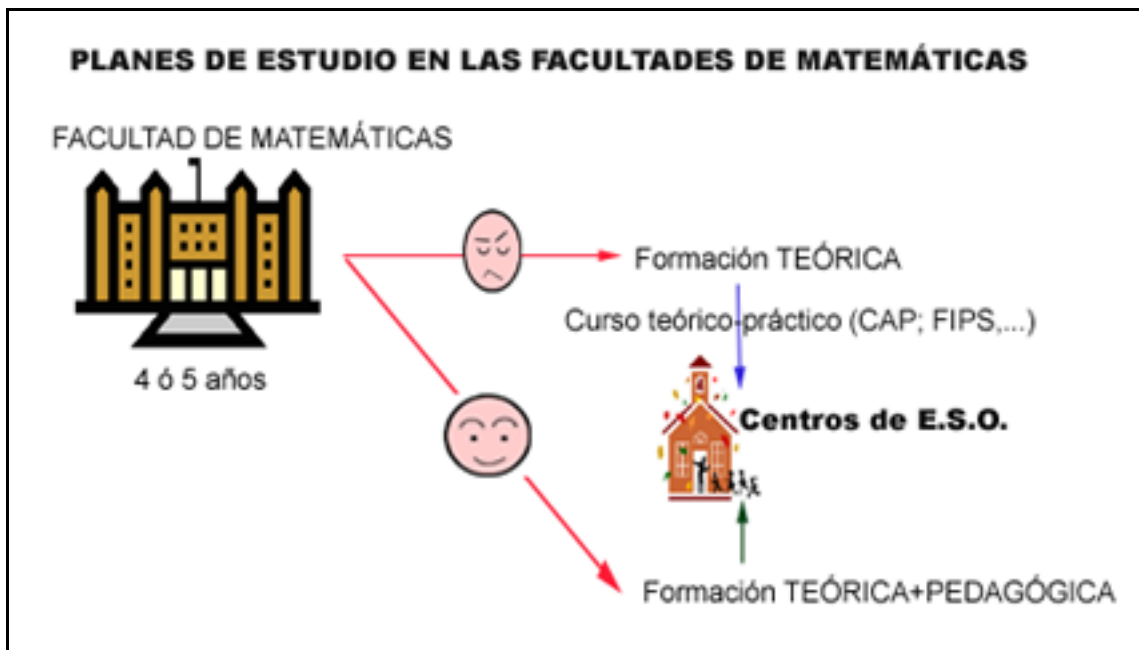 PLANES DE ESTUDIO EN LAS FACULTADES DE MATEMÁTICAS
FACULTAD DE MATEMÁTICAS
4 ó 5 años
Formación TEÓRICA
Curso teórico-práctico (CAP; FIPS,...)
Centros de E.S.O.
Formación TEÓRICA+PEDAGÓGICA